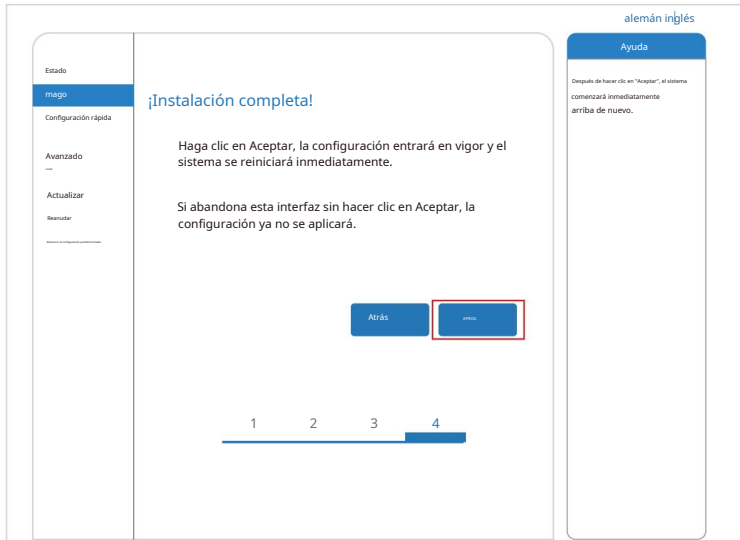 alemán inglés
Ayuda
Después de hacer clic en "Aceptar", el sistema
comenzará inmediatamente
arriba de nuevo.
Estado
mago
Configuración rápida
Avanzado
Actualizar
Reanudar
¡Instalación completa!
Haga clic en Aceptar, la configuración entrará en vigor y el
sistema se reiniciará inmediatamente.
Si abandona esta interfaz sin hacer clic en Aceptar, la
configuración ya no se aplicará.
Atrás
1 2 3 4